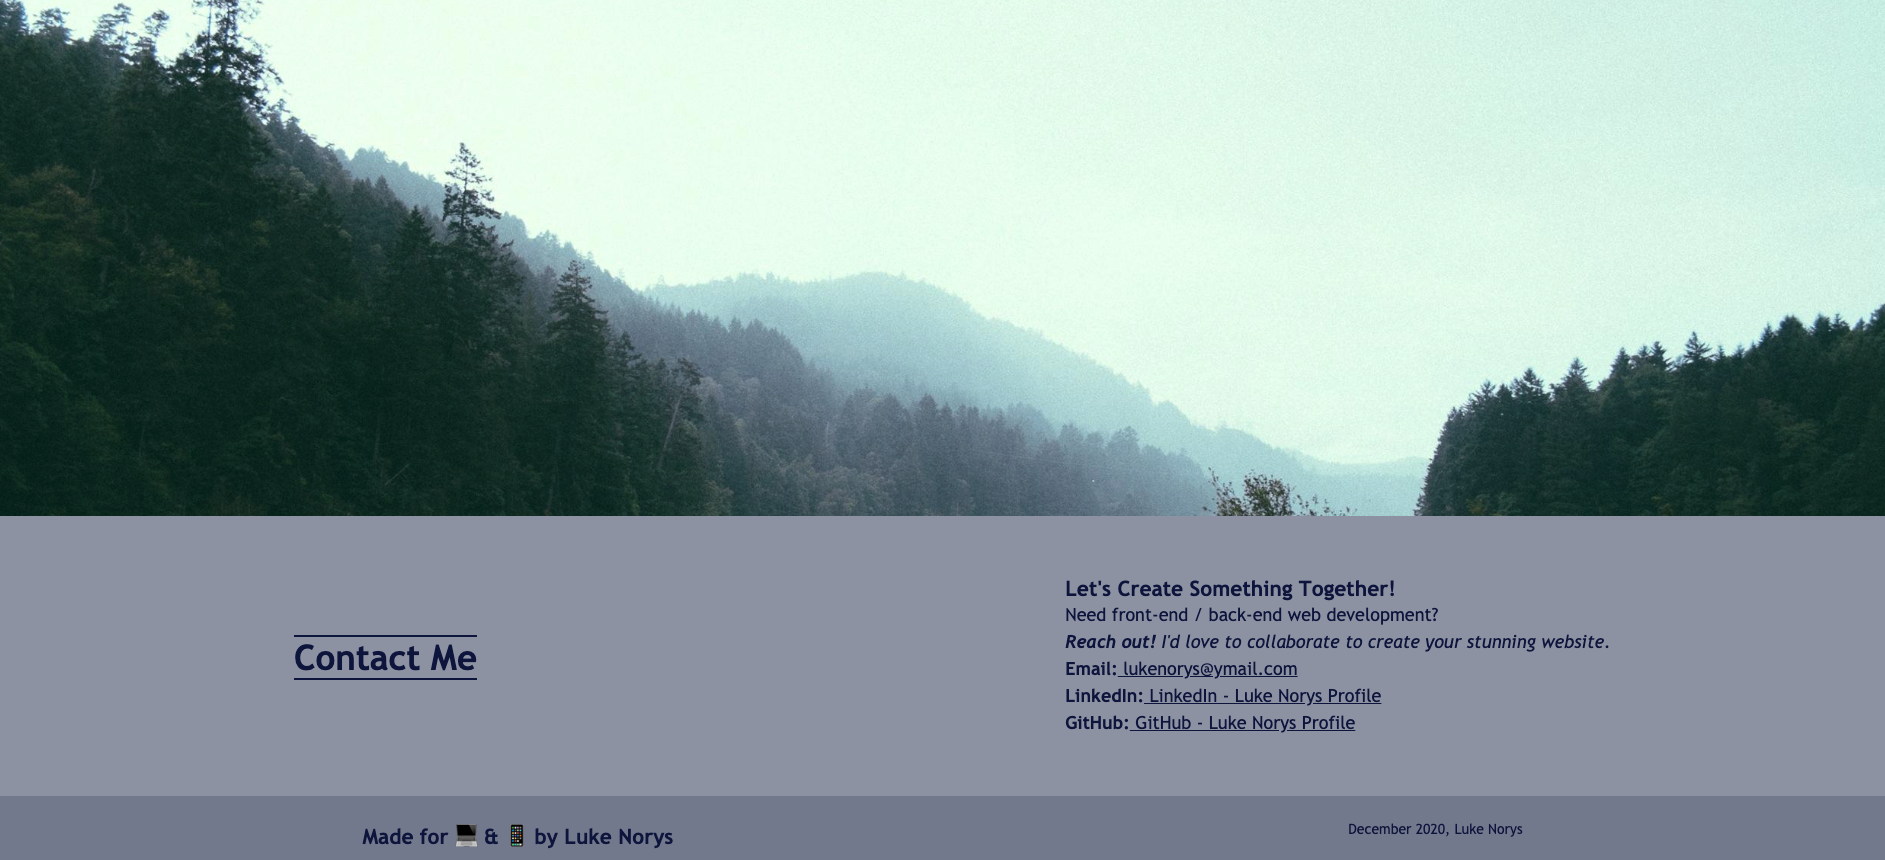 Contact Me
Let's Create Something Together!
Need front-end / back-end web development?
Reach out! I'd love to collaborate to create your stunning website.
Email: lukenorys@ymail.com
LinkedIn: LinkedIn - Luke Norys Profile
GitHub: GitHub - Luke Norys Profile
Made for 💻 & 📱 by Luke Norys
December 2020, Luke Norys